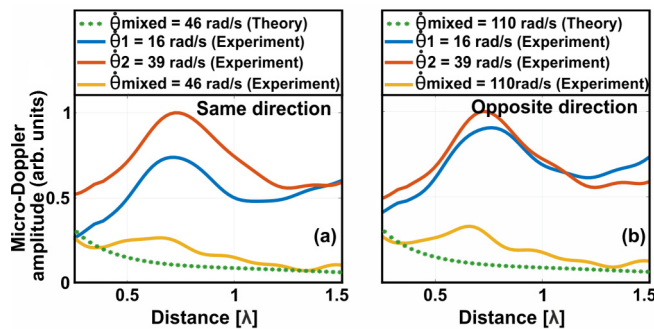 θ̇mixed = 46 rad/s (Theory)
θ̇1 = 16 rad/s (Experiment)
θ̇2 = 39 rad/s (Experiment)
θ̇mixed = 46 rad/s (Experiment)
Same direction
Micro-Doppler
amplitude (arb. units)
1
0.5
0
(a)
0.5
1
1.5
Distance [λ]
θ̇mixed = 110 rad/s (Theory)
θ̇1 = 16 rad/s (Experiment)
θ̇2 = 39 rad/s (Experiment)
θ̇mixed = 110rad/s (Experiment)
Opposite direction
(b)
0.5
1
1.5
Distance [λ]